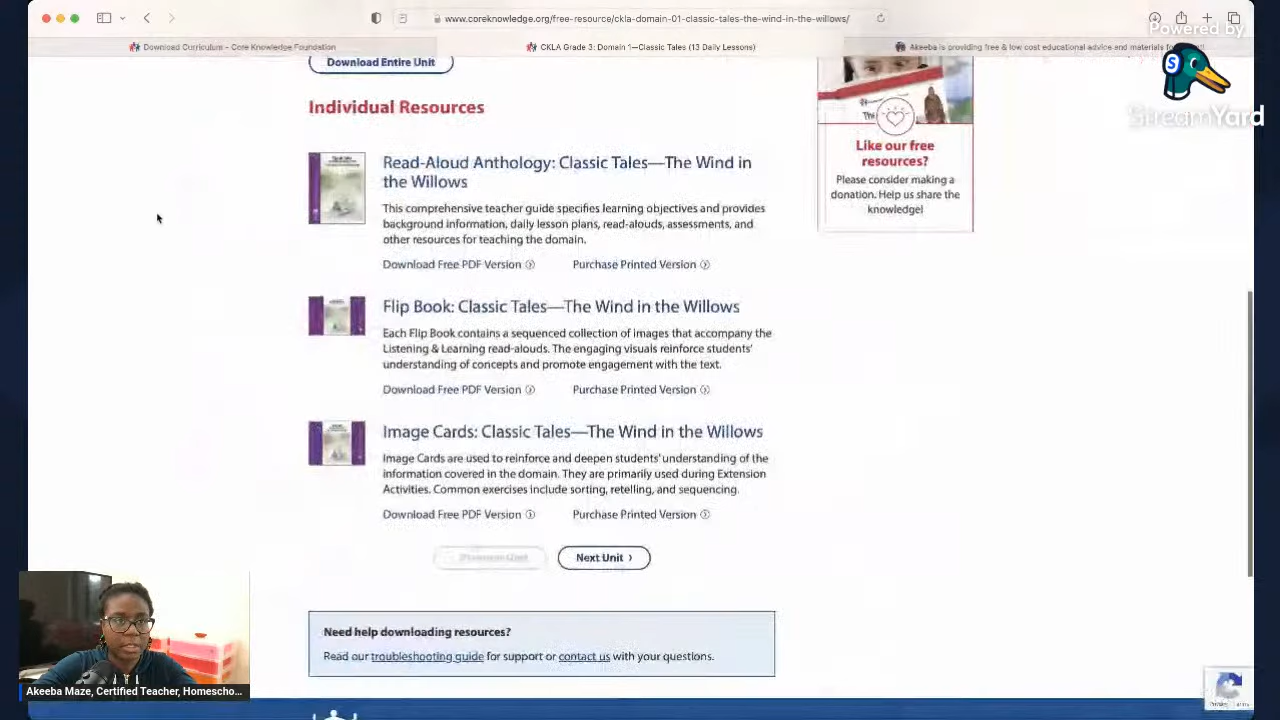 www.coreknowledge.org/free-resource/ckla-domain-01-classic-tales-the-wind-in-the-willows/
Powered by
StreamYard
Download Curriculum – Core Knowledge Foundation
CKLA Grade 3: Domain 1—Classic Tales (13 Daily Lessons)
Akeeba is providing free & low cost educational advice and materials
Download Entire Unit
Individual Resources
Read-Aloud Anthology: Classic Tales—The Wind in
the Willows
This comprehensive teacher guide specifies learning objectives and provides
background information, daily lesson plans, read-alouds, assessments, and
other resources for teaching the domain.
Download Free PDF Version
Purchase Printed Version
Flip Book: Classic Tales—The Wind in the Willows
Each Flip Book contains a sequenced collection of images that accompany the
Listening & Learning read-alouds. The engaging visuals reinforce students'
understanding of concepts and promote engagement with the text.
Download Free PDF Version
Purchase Printed Version
Image Cards: Classic Tales—The Wind in the Willows
Image Cards are used to reinforce and deepen students' understanding of the
information covered in the domain. They are primarily used during Extension
Activities. Common exercises include sorting, retelling, and sequencing.
Download Free PDF Version
Purchase Printed Version
Previous Unit
Next Unit
Need help downloading resources?
Read our troubleshooting guide for support or contact us with your questions.
Like our free
resources?
Please consider making a
donation. Help us share the
knowledge!
Akeeba Maze, Certified Teacher, Homescho...